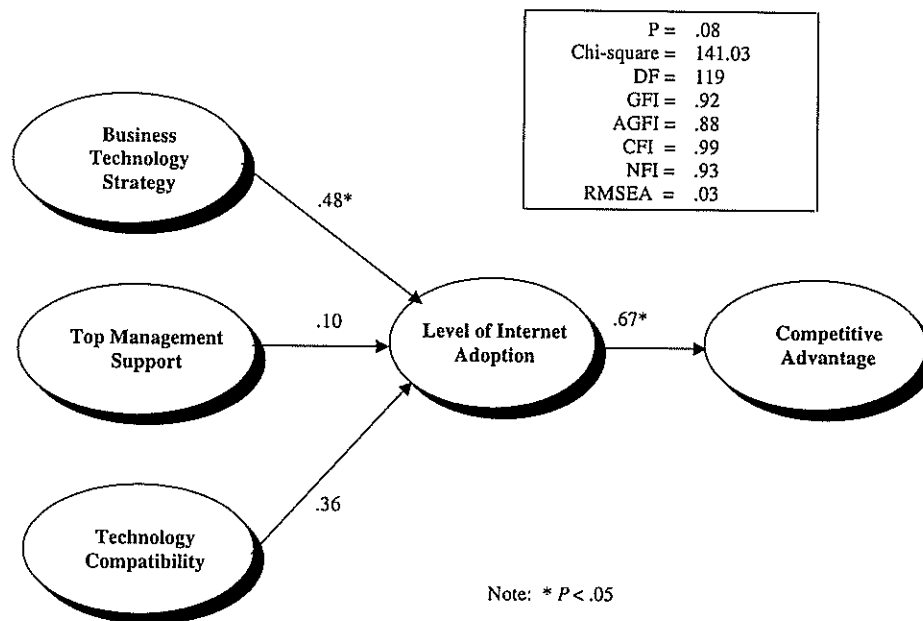 P = .08
Chi-square = 141.03
DF = 119
GFI = .92
AGFI = .88
CFI = .99
NFI = .93
RMSEA = .03
Business
Technology
Strategy
.48*
Top Management
Support
.10
Level of Internet
Adoption
.67*
Competitive
Advantage
.36
Technology
Compatibility
Note: * P < .05